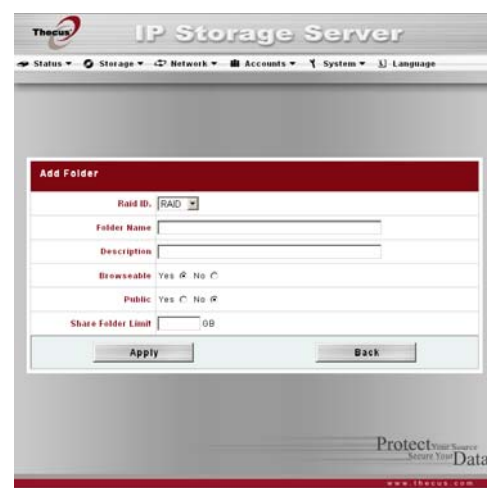 Thecus IP Storage Server
Status Storage Network Accounts System Language
Add Folder
Raid ID. RAID
Folder Name
Description
Browseable Yes No
Public Yes No
Share Folder Limit GB
Apply Back
Protect Your Source
Secure Your Data
www.thecus.com